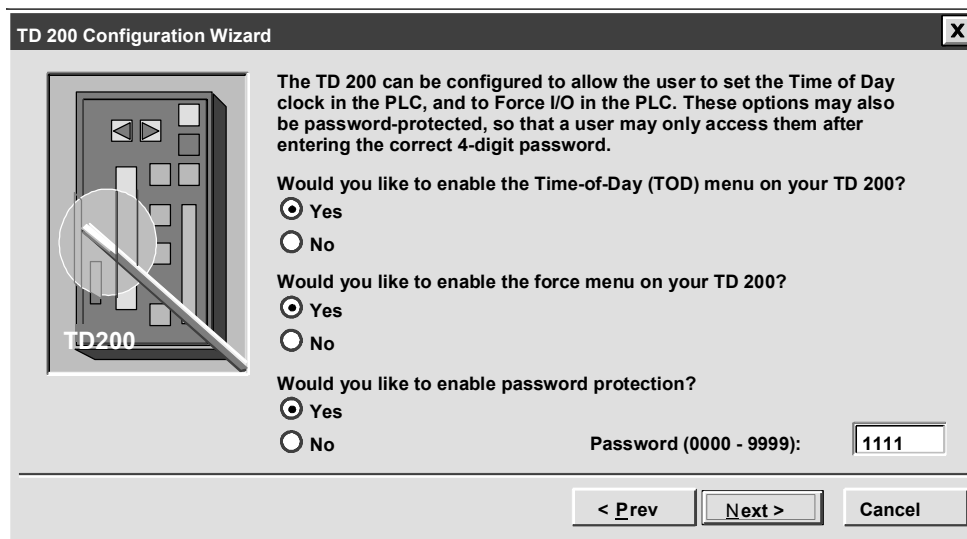 TD 200 Configuration Wizard
X
The TD 200 can be configured to allow the user to set the Time of Day
clock in the PLC, and to Force I/O in the PLC. These options may also
be password-protected, so that a user may only access them after
entering the correct 4-digit password.
Would you like to enable the Time-of-Day (TOD) menu on your TD 200?
Yes
No
Would you like to enable the force menu on your TD 200?
Yes
No
TD200
Would you like to enable password protection?
Yes
No
Password (0000 - 9999):
1111
< Prev
Next >
Cancel